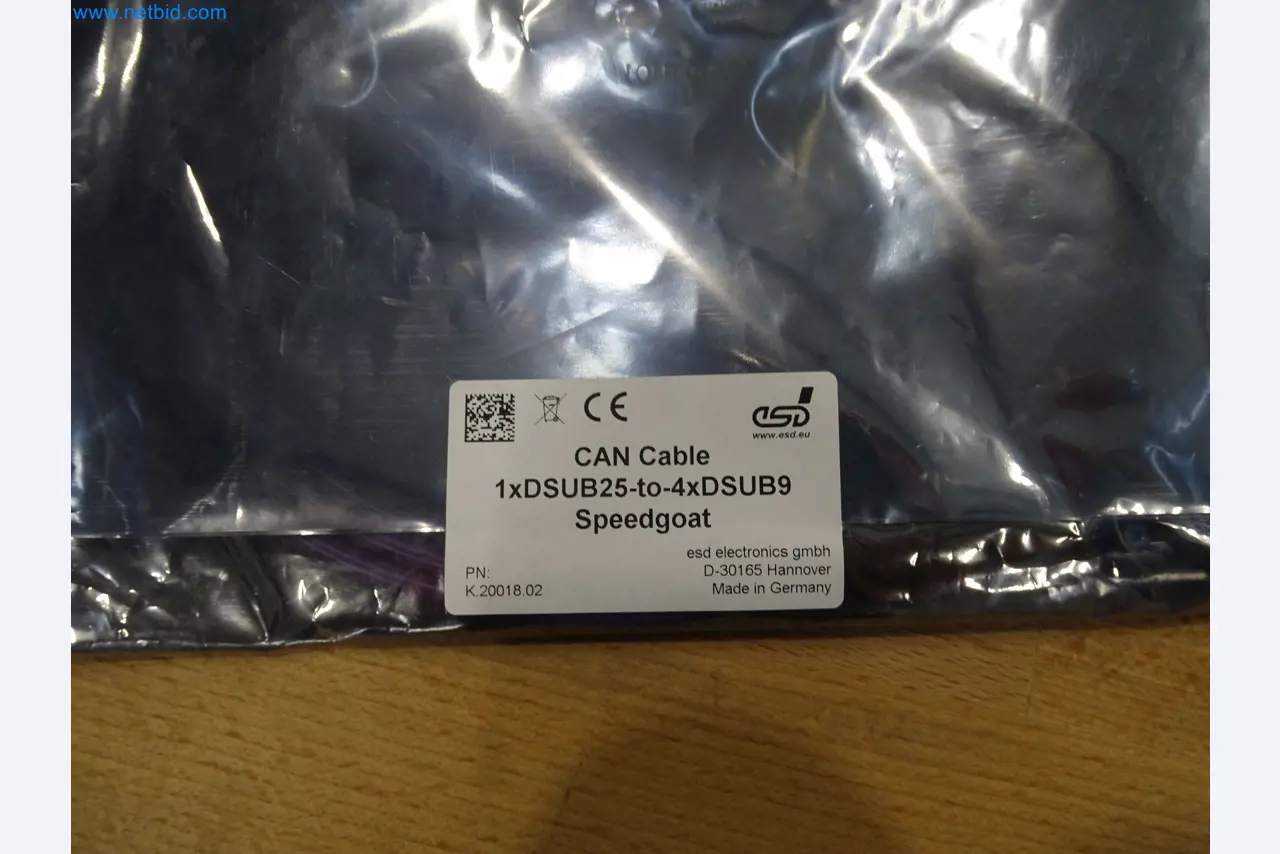 www.netbid.com
CE
esd
www.esd.eu
CAN Cable
1xDSUB25-to-4xDSUB9
Speedgoat
esd electronics gmbh
D-30165 Hannover
Made in Germany
PN:
K.20018.02